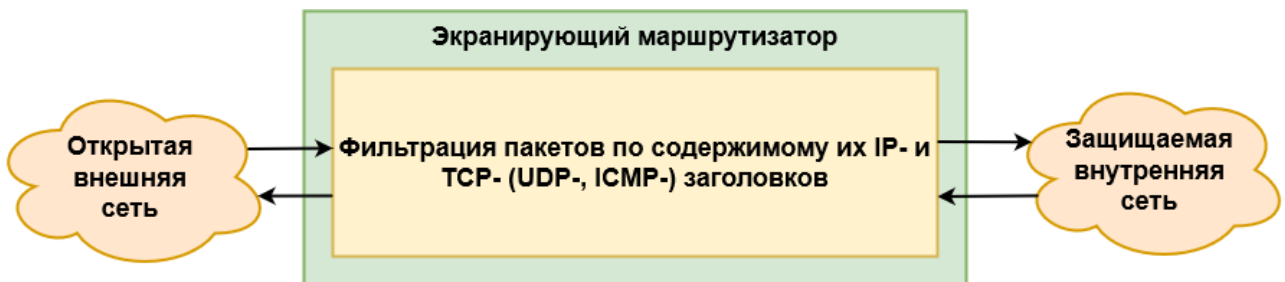 Экранирующий маршрутизатор
Открытая
внешняя
сеть
Фильтрация пакетов по содержимому их IP- и
TCP- (UDP-, ICMP-) заголовков
Защищаемая
внутренняя
сеть